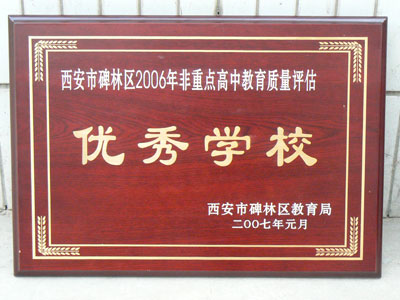 西安市碑林区2006年非重点高中教育质量评估
优秀学校
西安市碑林区教育局
二00七年元月